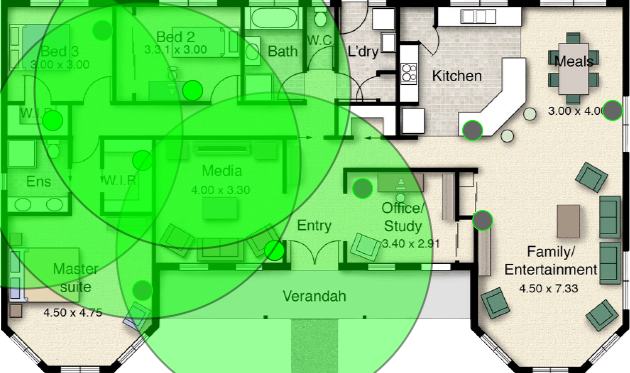 Bed 3
3.00 x 3.00
Bed 2
3.3.1 x 3.00
Bath
W.C
L'dry
Kitchen
Meals
3.00 x 4.00
W.I.R
Ens
W.I.R
Media
4.00 x 3.30
Entry
Office/
Study
3.40 x 2.91
Family/
Entertainment
4.50 x 7.33
Master
suite
4.50 x 4.75
Verandah